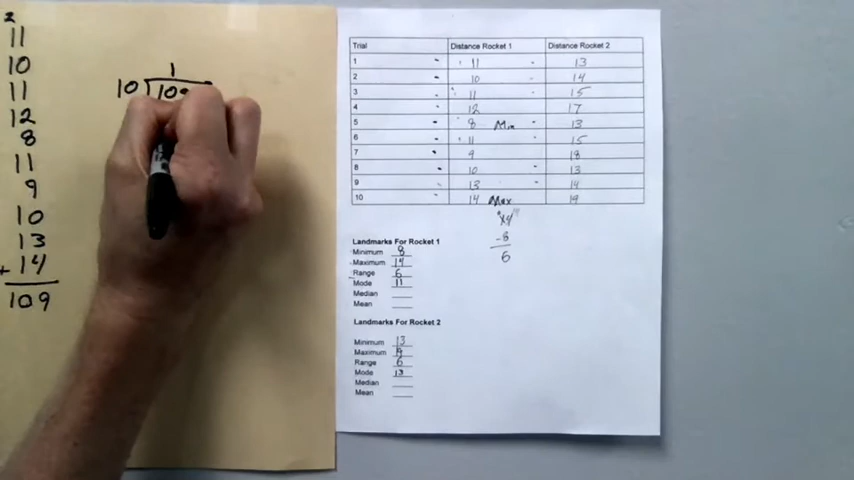 2
11
10
11
12
8
11
9
10
13
+ 14
109
1
10 109
Trial Distance Rocket 1 Distance Rocket 2
1 11 13
2 10 14
3 11 15
4 12 17
5 8 Min 13
6 11 15
7 9 18
8 10 13
9 13 14
10 14 Max 19
14
-8
6
Landmarks For Rocket 1
Minimum 8
Maximum 14
Range 6
Mode 11
Median
Mean
Landmarks For Rocket 2
Minimum 13
Maximum 19
Range 6
Mode 13
Median
Mean